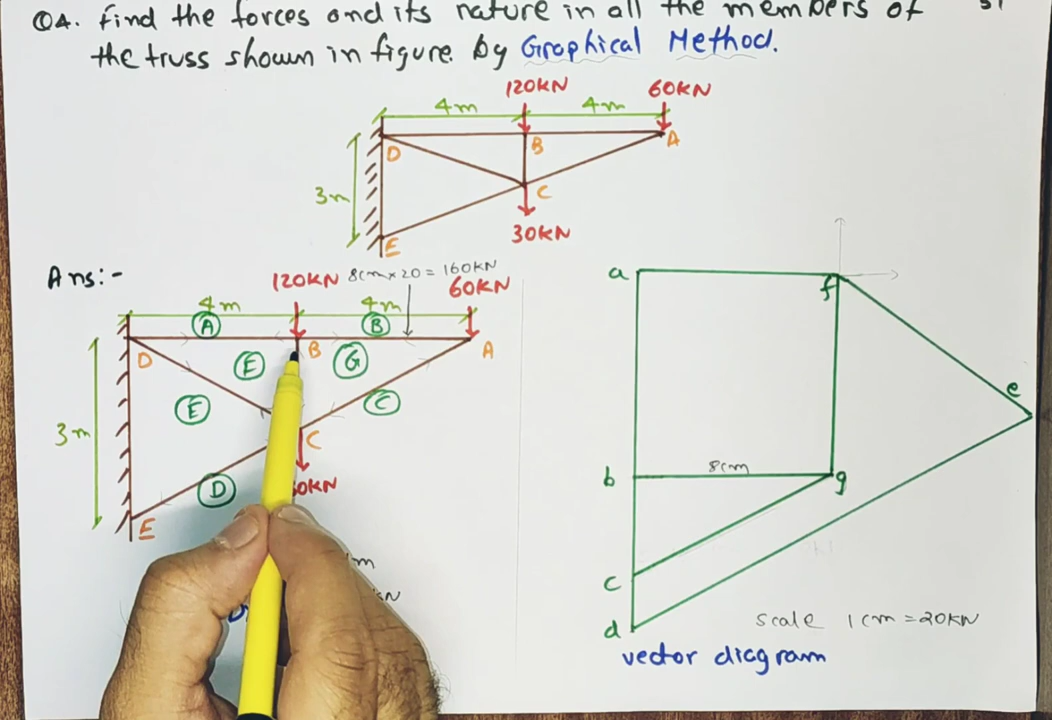 Q4. Find the forces and its nature in all the members of
the truss shown in figure by Graphical Method.
120KN 60KN
4m 4m
D B A
3m
C
30KN
E
Ans:-
8cm×20 = 160KN
120KN 60KN
4m 4m
A B
D B A
E G
E C
3m
C
D 0KN
E
a f
e
b 8cm g
c
d
scale 1cm = 20KN
vector diagram